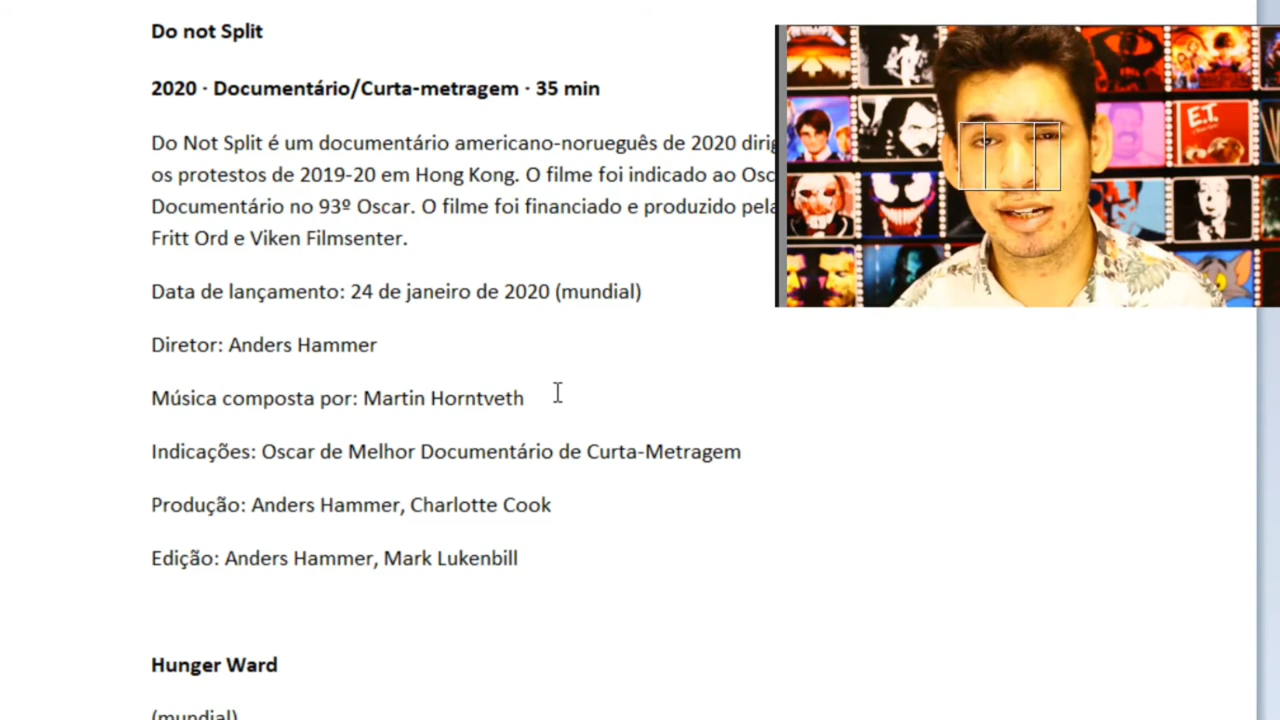 Do not Split
2020 · Documentário/Curta-metragem · 35 min
Do Not Split é um documentário americano-norueguês de 2020
os protestos de 2019-20 em Hong Kong. O filme foi indicado ao
Documentário no 93º Oscar. O filme foi financiado e produzido
Fritt Ord e Viken Filmsenter.
Data de lançamento: 24 de janeiro de 2020 (mundial)
Diretor: Anders Hammer
Música composta por: Martin Horntveth
Indicações: Oscar de Melhor Documentário de Curta-Metragem
Produção: Anders Hammer, Charlotte Cook
Edição: Anders Hammer, Mark Lukenbill
Hunger Ward
(mundial)
E.T.